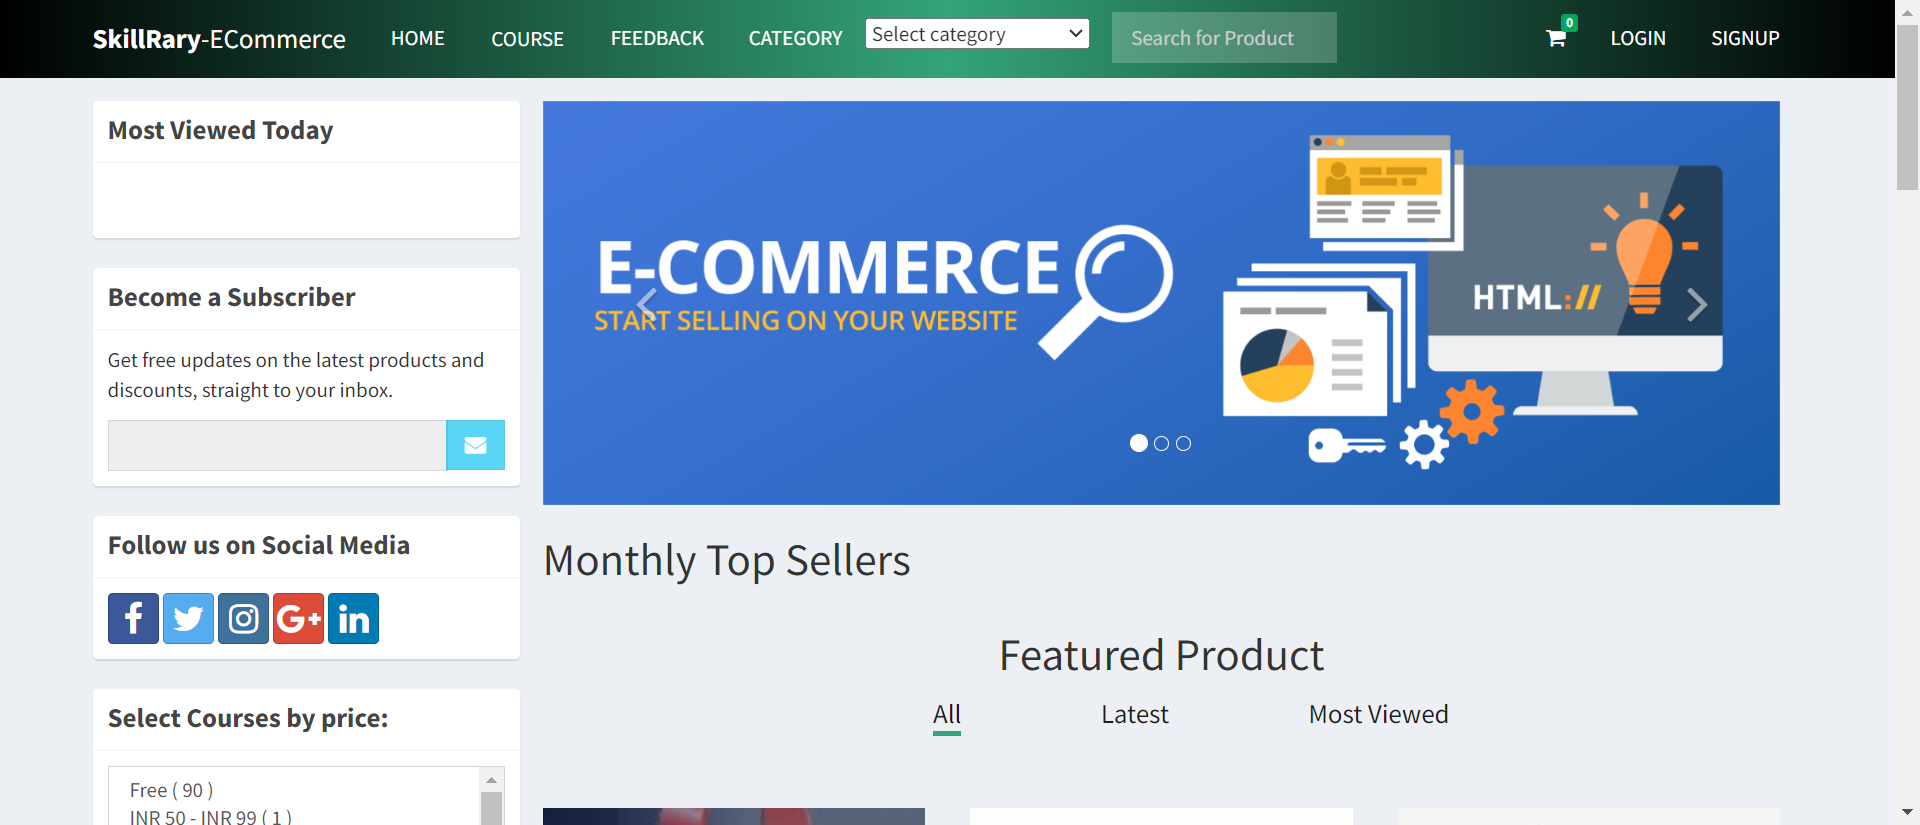 SkillRary-ECommerce HOME COURSE FEEDBACK CATEGORY Select category Search for Product 0 LOGIN SIGNUP
Most Viewed Today
Become a Subscriber
Get free updates on the latest products and
discounts, straight to your inbox.
Follow us on Social Media
f G+ in
Select Courses by price:
Free ( 90 )
INR 50 - INR 99 ( 1 )
E-COMMERCE
START SELLING ON YOUR WEBSITE
HTML://
Monthly Top Sellers
Featured Product
All Latest Most Viewed